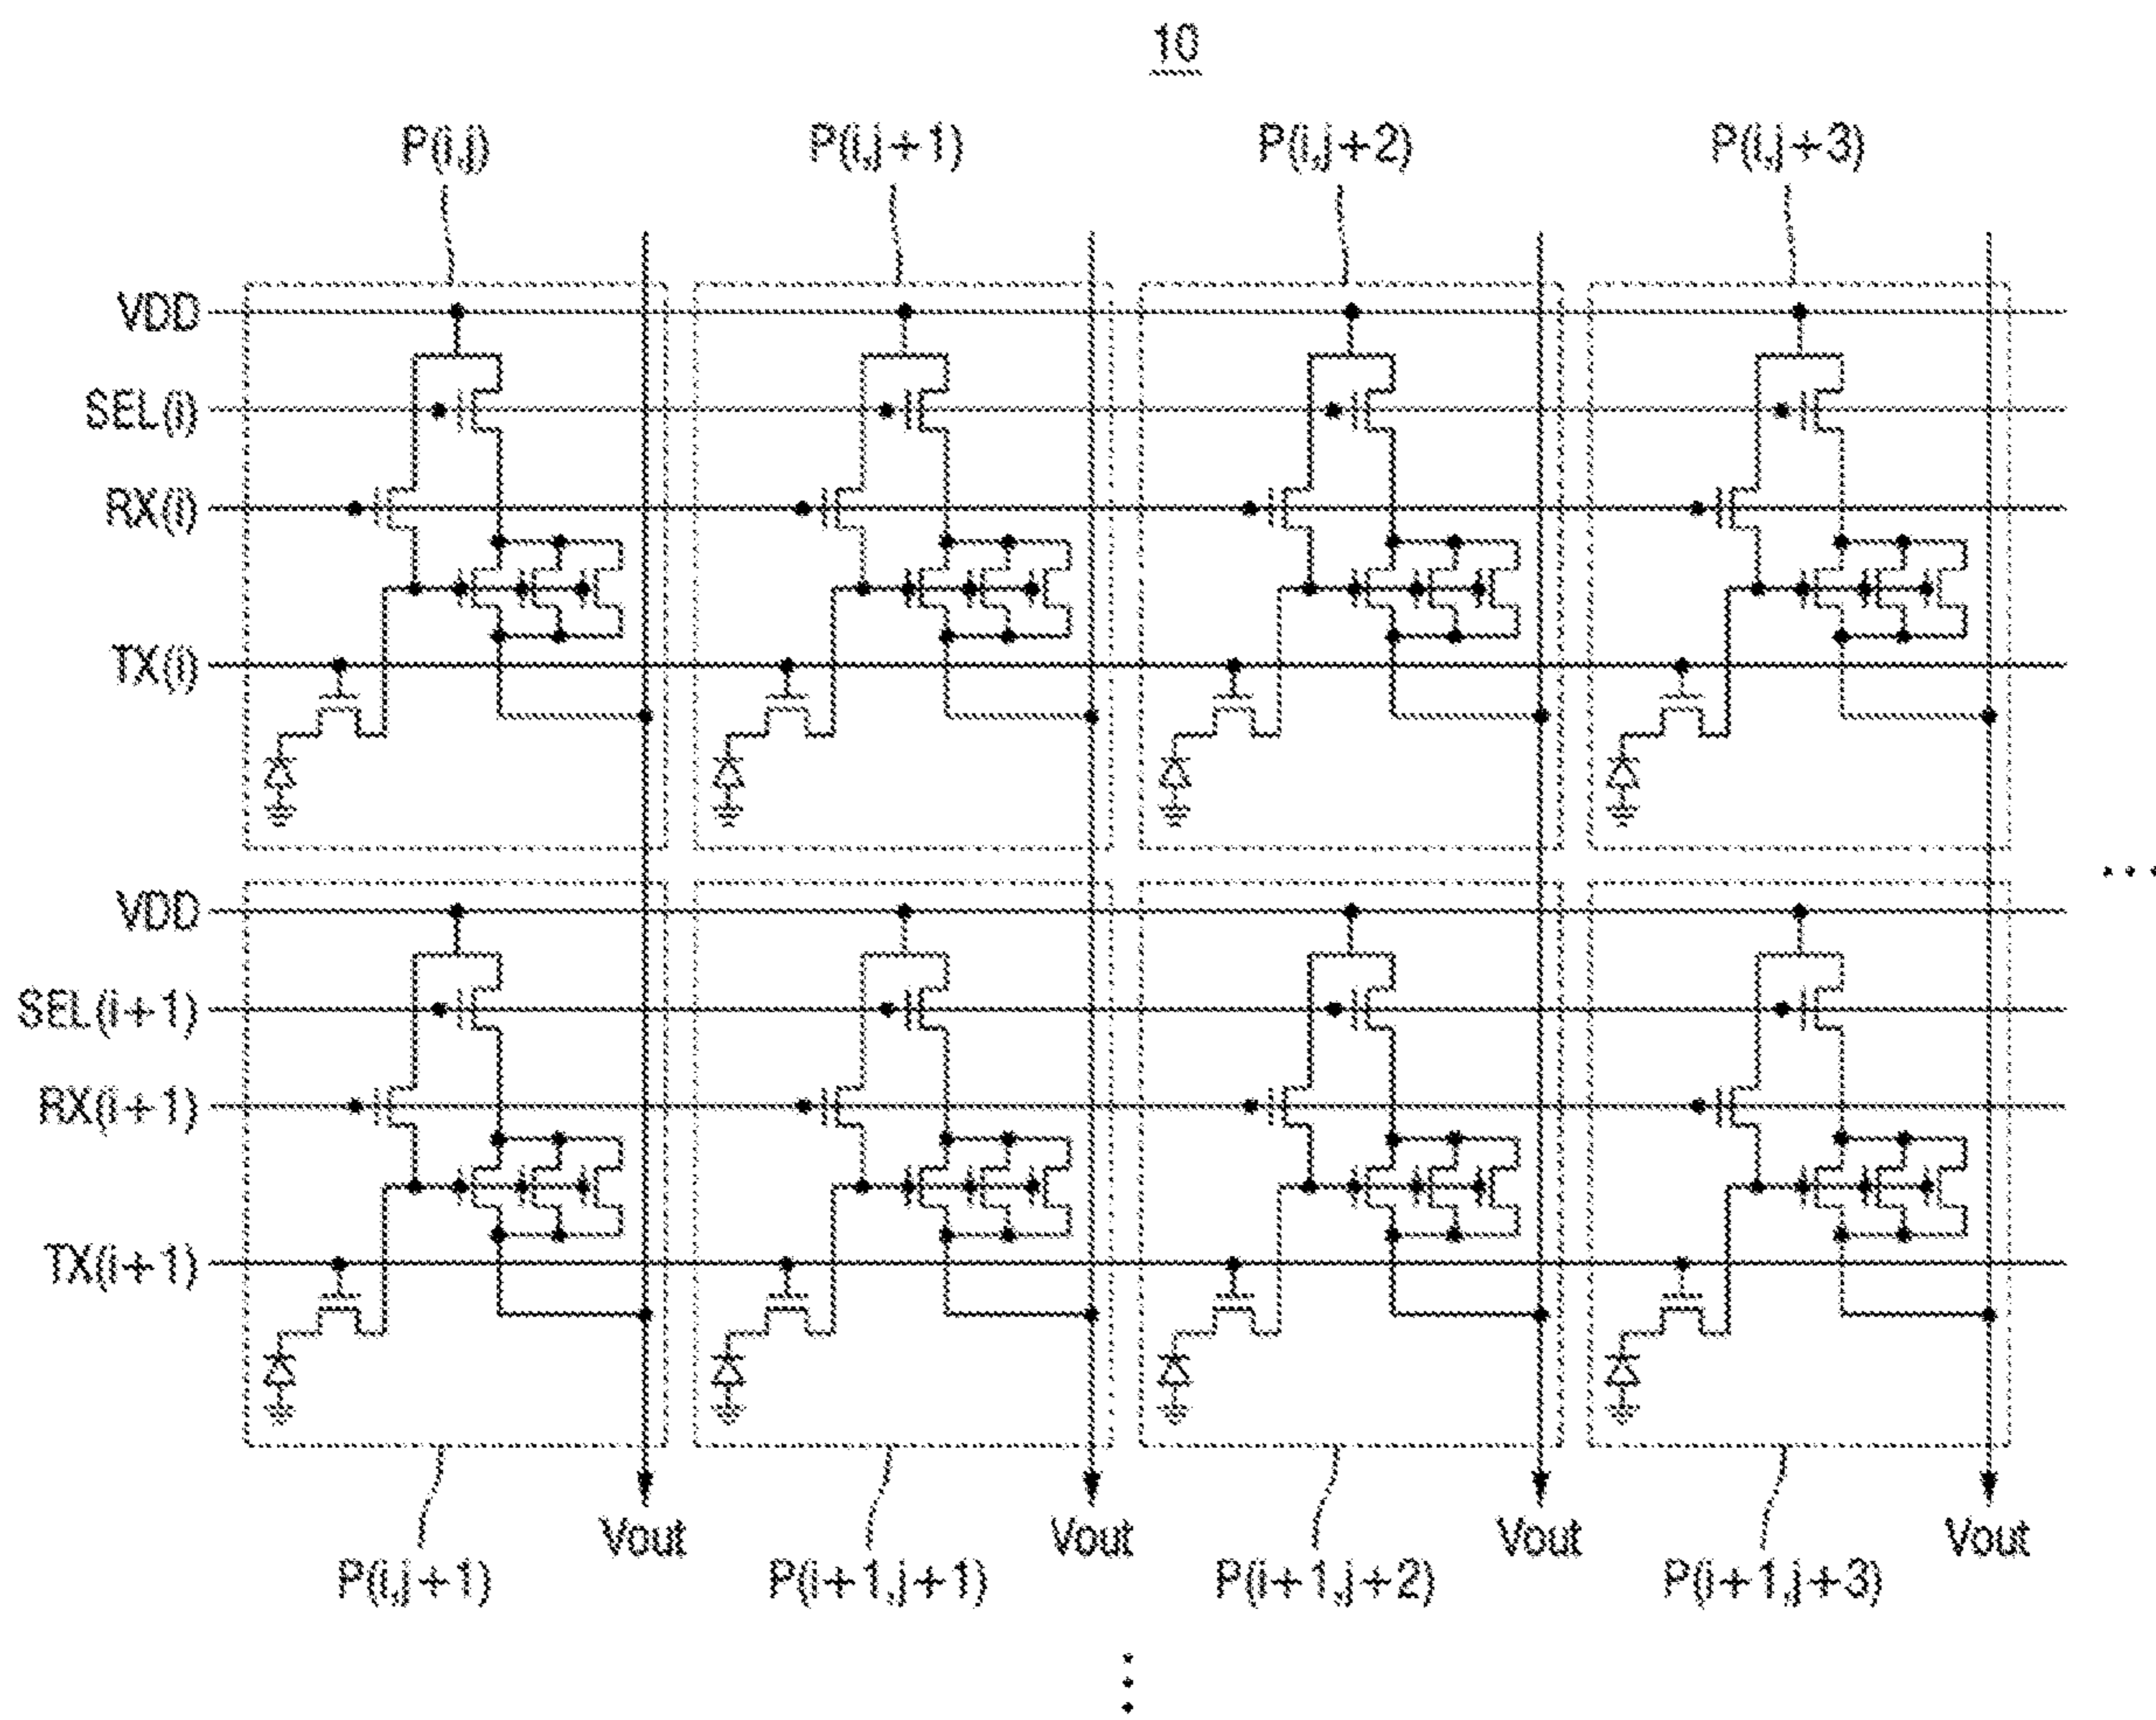 10
P(i,j)
P(i,j+1)
P(i,j+2)
P(i,j+3)
VDD
SEL(i)
RX(i)
TX(i)
VDD
SEL(i+1)
RX(i+1)
TX(i+1)
Vout
Vout
Vout
Vout
P(i,j+1)
P(i+1,j+1)
P(i+1,j+2)
P(i+1,j+3)